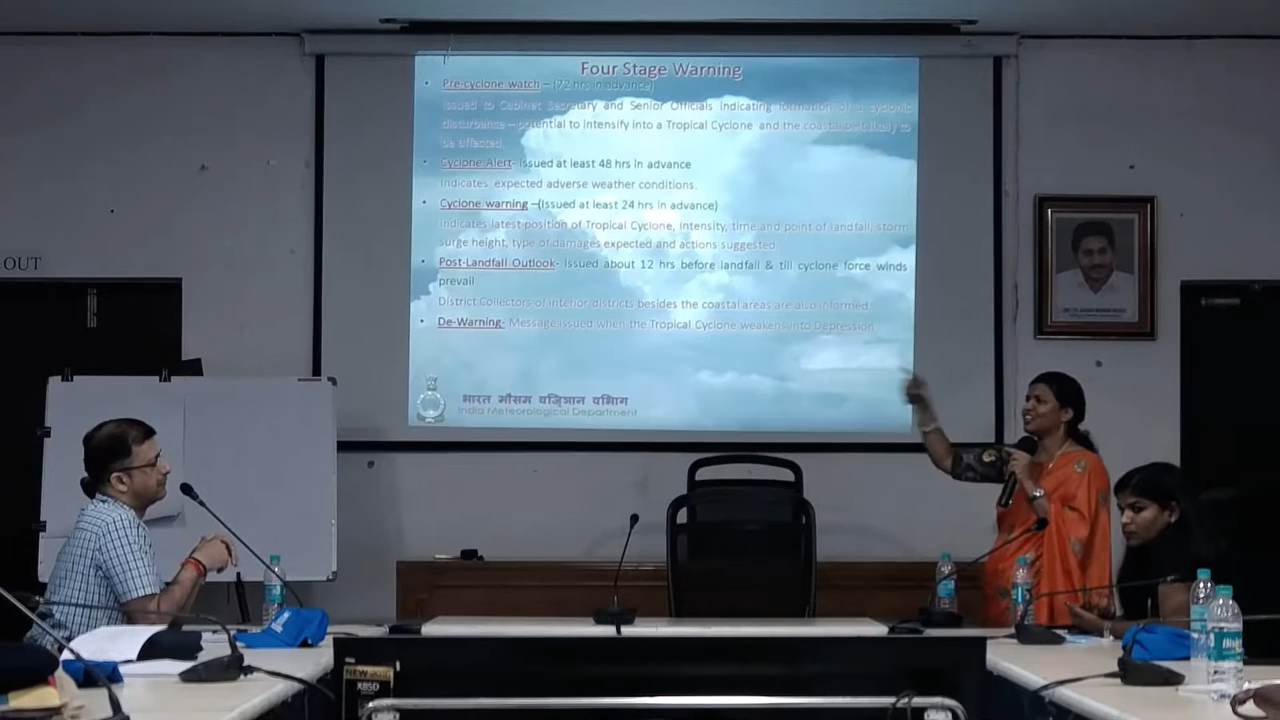 Four Stage Warning
• Pre-cyclone watch – (72 hrs in advance)
Issued to Cabinet Secretary and Senior Officials indicating formation of a cyclonic
disturbance – potential to intensify into a Tropical Cyclone and the coastal belt likely to
be affected.
• Cyclone Alert- Issued at least 48 hrs in advance
Indicates expected adverse weather conditions.
• Cyclone warning –(Issued at least 24 hrs in advance)
Indicates latest position of Tropical Cyclone, intensity, time and point of landfall, storm
surge height, type of damages expected and actions suggested.
• Post-Landfall Outlook- Issued about 12 hrs before landfall & till cyclone force winds
prevail
District Collectors of interior districts besides the coastal areas are also informed.
• De-Warning- Message issued when the Tropical Cyclone weakens into Depression
भारत मौसम
India Meteorological Department
OUT
NEW
X85D